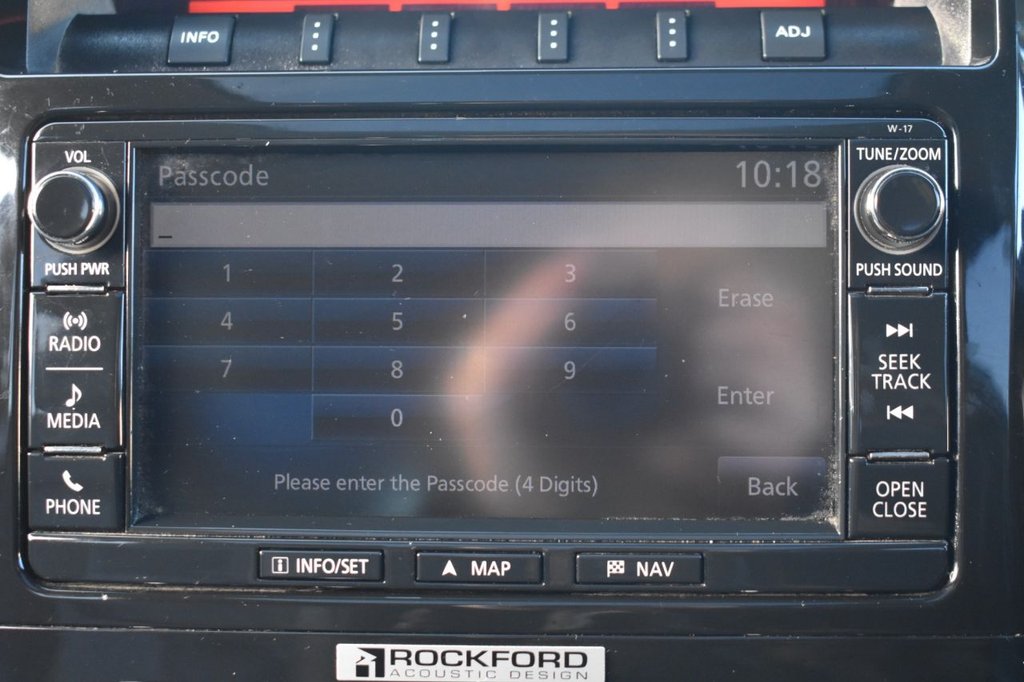 INFO
ADJ
W-17
VOL
PUSH PWR
RADIO
MEDIA
PHONE
Passcode
10:18
_
1 2 3
4 5 6
7 8 9
0
Erase
Enter
Please enter the Passcode (4 Digits)
Back
TUNE/ZOOM
PUSH SOUND
SEEK
TRACK
OPEN
CLOSE
INFO/SET
MAP
NAV
ROCKFORD
ACOUSTIC DESIGN